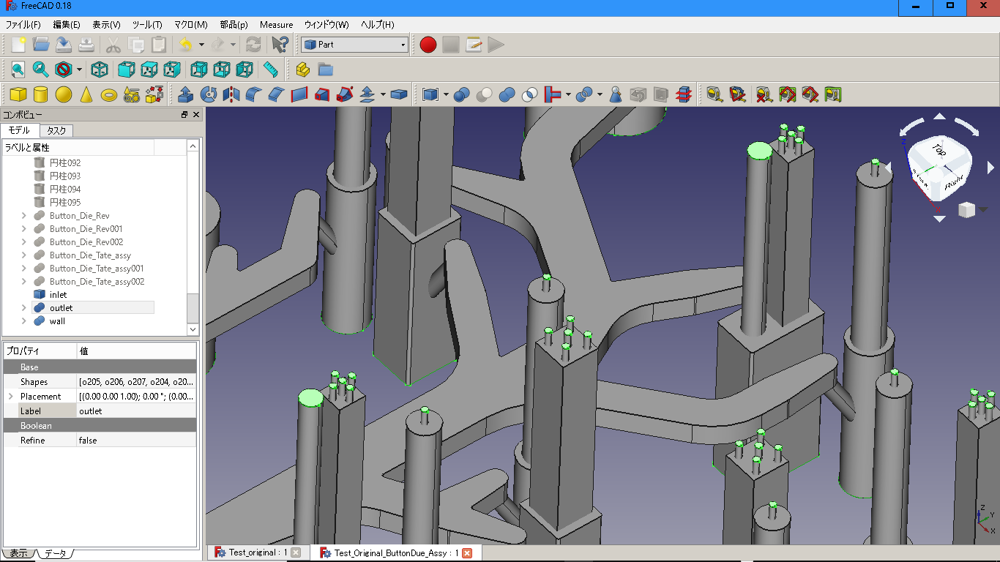 FreeCAD 0.18
ファイル(F) 編集(E) 表示(V) ツール(T) マクロ(M) 部品(p) Measure ウィンドウ(W) ヘルプ(H)
Part
コンボビュー
モデル タスク
ラベルと属性
円柱092
円柱093
円柱094
円柱095
Button_Die_Rev
Button_Die_Rev001
Button_Die_Rev002
Button_Die_Tate_assy
Button_Die_Tate_assy001
Button_Die_Tate_assy002
inlet
outlet
wall
プロパティ 値
Base
Shapes [o205, o206, o207, o204, o20...
Placement [(0.00 0.00 1.00); 0.00 °; (0.00...
Label outlet
Boolean
Refine false
表示 データ
TOP
Right
Z
Z
Y
X
Test_original : 1
Test_Original_ButtonDue_Assy : 1